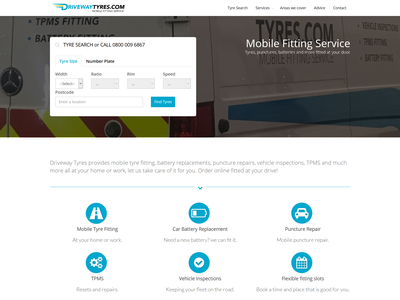 DRIVEWAYTYRES.COM
MOBILE FITTING SERVICE
Tyre Search
Services
Areas we cover
Advice
Contact
TPMS FITTING
BATTERY FITTING
TYRE SEARCH or CALL 0800 009 6867
Tyre Size
Number Plate
Width
Ratio
Rim
Speed
--Select--
Postcode
Enter a location
Find Tyres
Mobile Fitting Service
Tyres, punctures, batteries and more fitted at your door
Driveway Tyres provides mobile tyre fitting, battery replacements, puncture repairs, vehicle inspections, TPMS and much
more all at your home or work, let us take care of it for you. Order online fitted at your drive!
Mobile Tyre Fitting
At your home or work.
Car Battery Replacement
Need a new battery? we can fit it.
Puncture Repair
Mobile puncture repair.
TPMS
Resets and repairs.
Vehicle Inspections
Keeping your fleet on the road.
Flexible fitting slots
Book a time and place that is good for you.